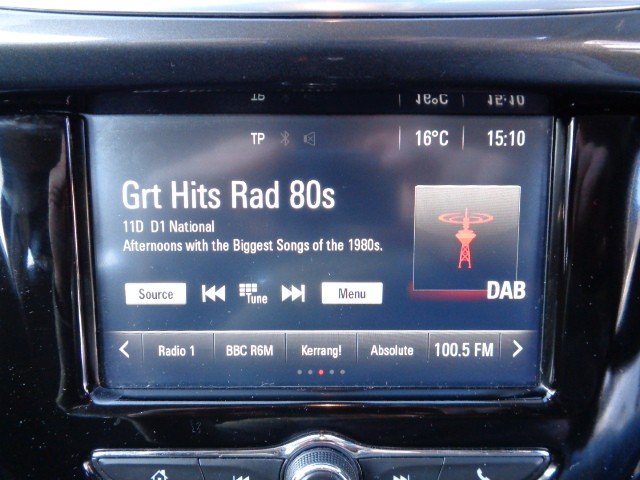 TP 16°C 15:10
Grt Hits Rad 80s
11D D1 National
Afternoons with the Biggest Songs of the 1980s.
DAB
Source Tune Menu
Radio 1 BBC R6M Kerrang! Absolute 100.5 FM